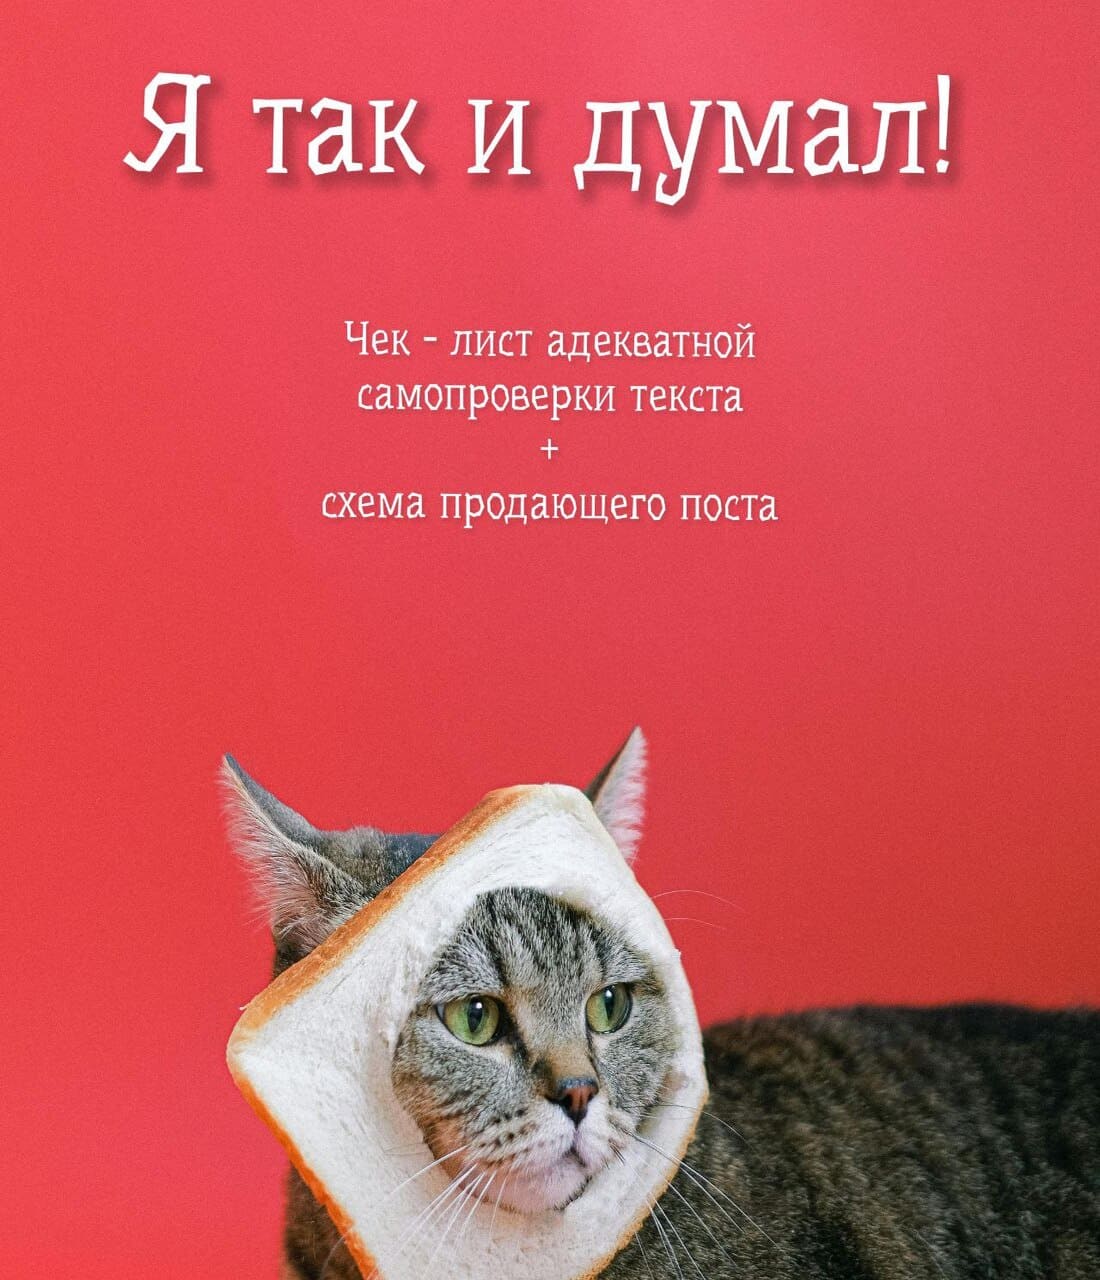 Я так и думал!
Чек - лист адекватной
самопроверки текста
+
схема продающего поста